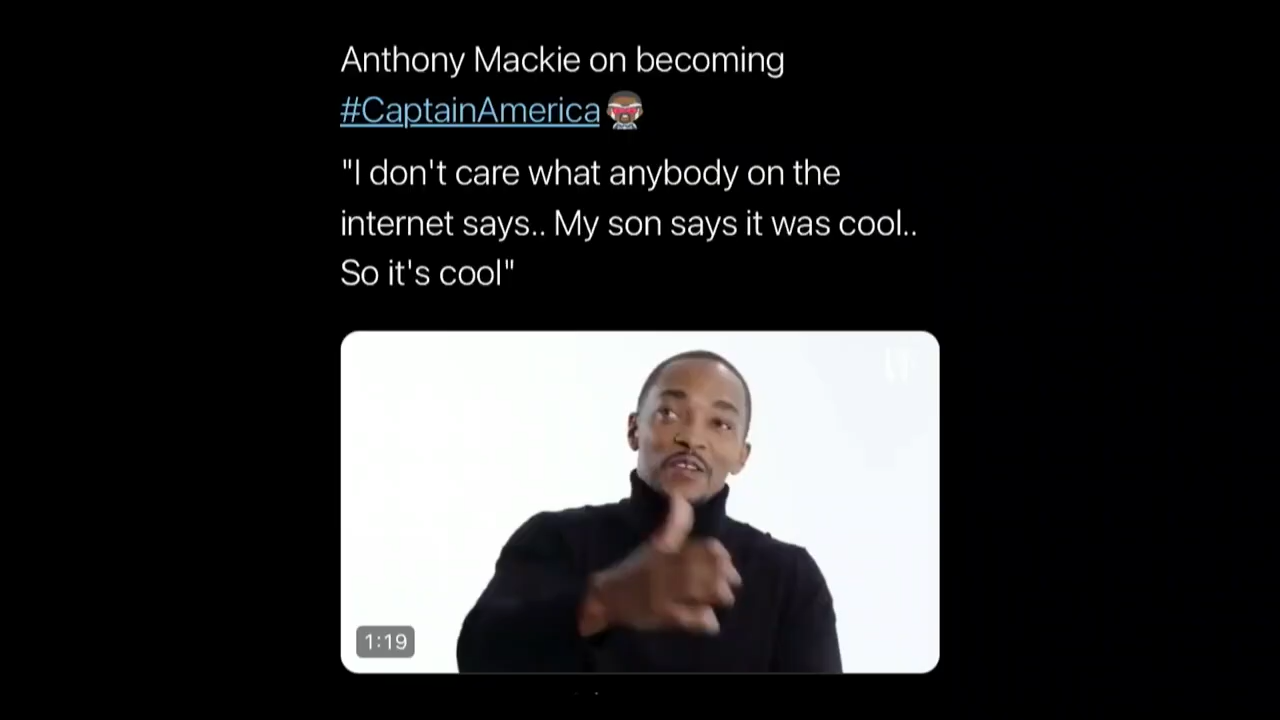 Anthony Mackie on becoming
#CaptainAmerica
"I don't care what anybody on the
internet says.. My son says it was cool..
So it's cool"
1:19